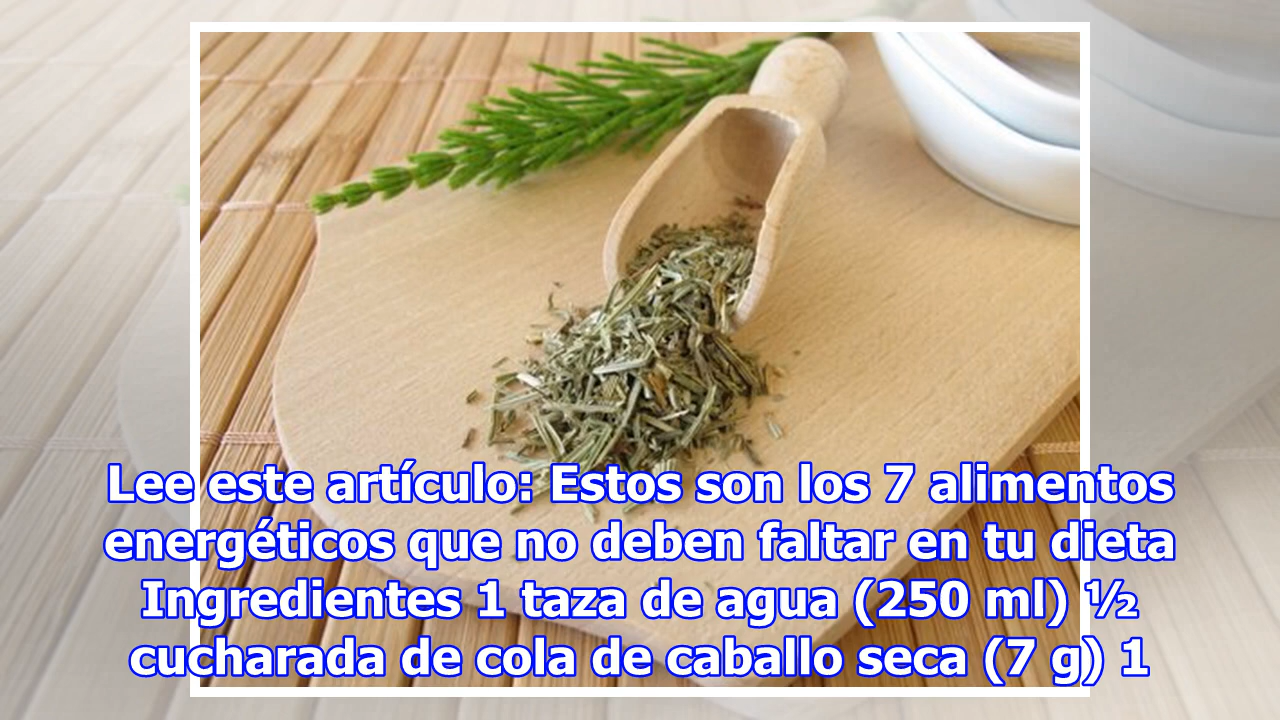 Lee este artículo: Estos son los 7 alimentos
energéticos que no deben faltar en tu dieta
Ingredientes 1 taza de agua (250 ml) ½
cucharada de cola de caballo seca (7 g) 1